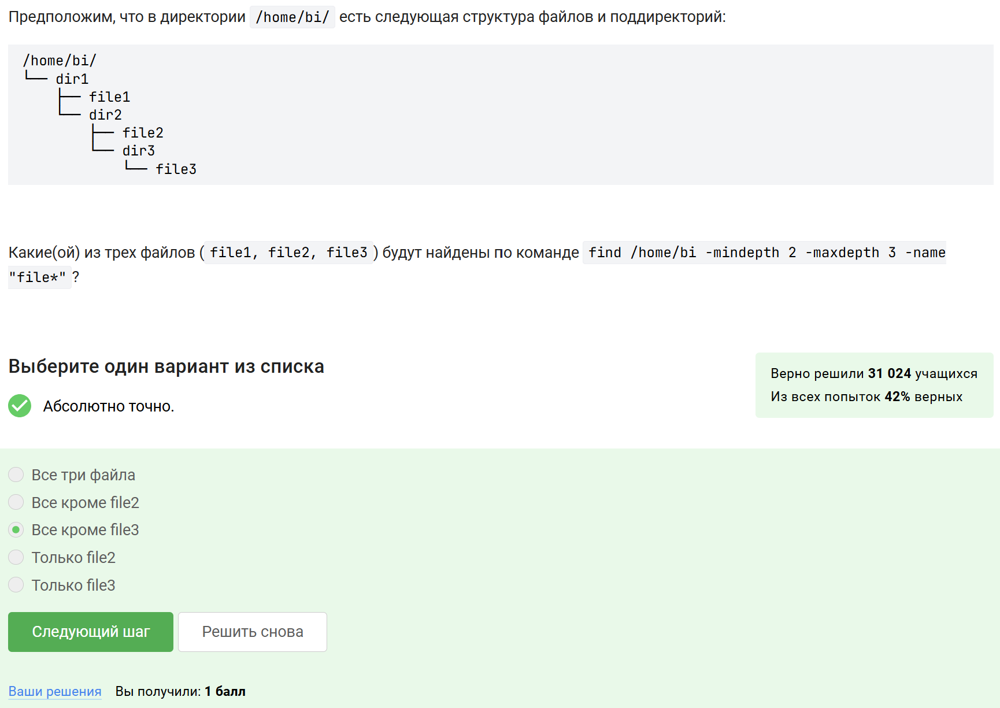 Предположим, что в директории /home/bi/ есть следующая структура файлов и поддиректорий:
/home/bi/
└── dir1
    ├── file1
    └── dir2
        ├── file2
        └── dir3
            └── file3
Какие(ой) из трех файлов ( file1, file2, file3 ) будут найдены по команде find /home/bi -mindepth 2 -maxdepth 3 -name
"file*" ?
Выберите один вариант из списка
Верно решили 31 024 учащихся
Из всех попыток 42% верных
Абсолютно точно.
Все три файла
Все кроме file2
Все кроме file3
Только file2
Только file3
Следующий шаг Решить снова
Ваши решения Вы получили: 1 балл